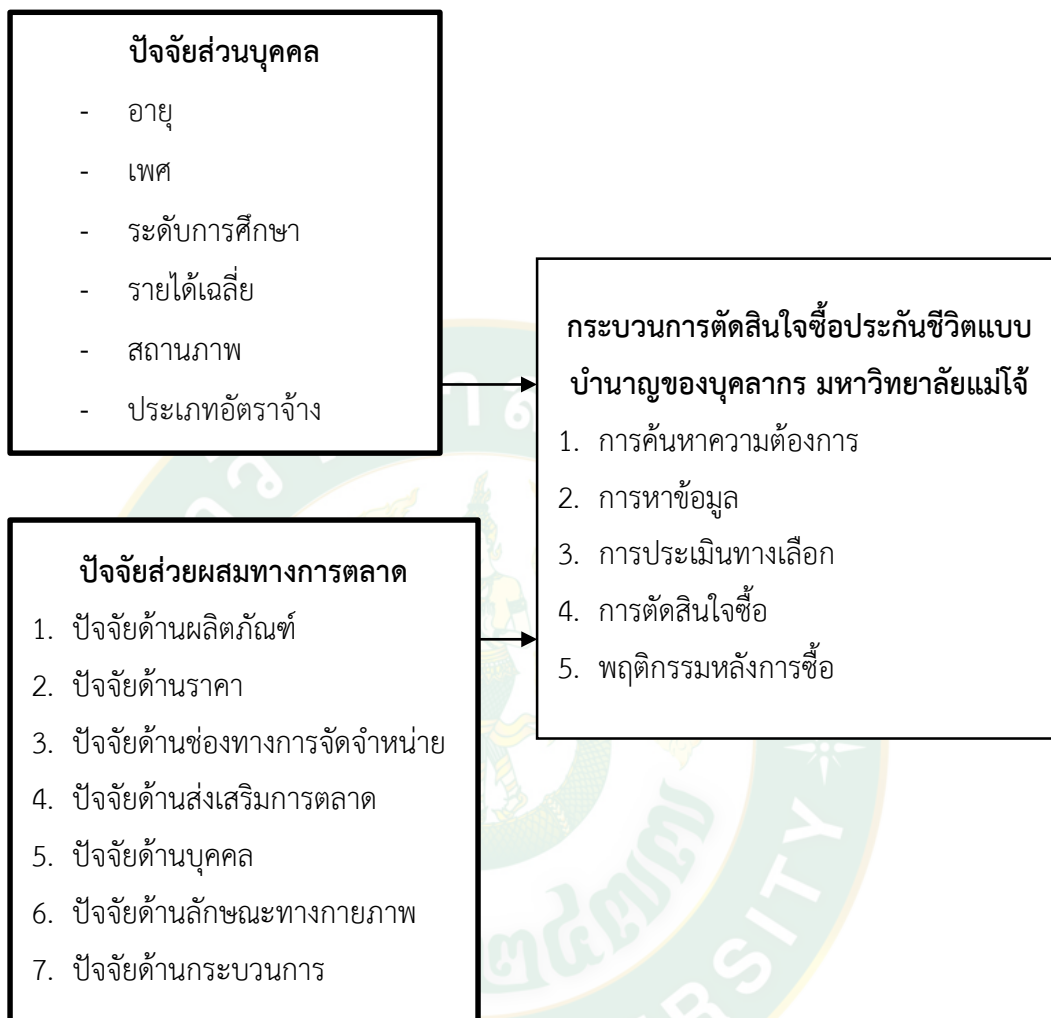 ปัจจัยส่วนบุคคล
- อายุ
- เพศ
- ระดับการศึกษา
- รายได้เฉลี่ย
- สถานภาพ
- ประเภทอัตราจ้าง
ปัจจัยส่วยผสมทางการตลาด
1. ปัจจัยด้านผลิตภัณฑ์
2. ปัจจัยด้านราคา
3. ปัจจัยด้านช่องทางการจัดจำหน่าย
4. ปัจจัยด้านส่งเสริมการตลาด
5. ปัจจัยด้านบุคคล
6. ปัจจัยด้านลักษณะทางกายภาพ
7. ปัจจัยด้านกระบวนการ
กระบวนการตัดสินใจซื้อประกันชีวิตแบบ
บำนาญของบุคลากร มหาวิทยาลัยแม่โจ้
1. การค้นหาความต้องการ
2. การหาข้อมูล
3. การประเมินทางเลือก
4. การตัดสินใจซื้อ
5. พฤติกรรมหลังการซื้อ
๒๔๗๗